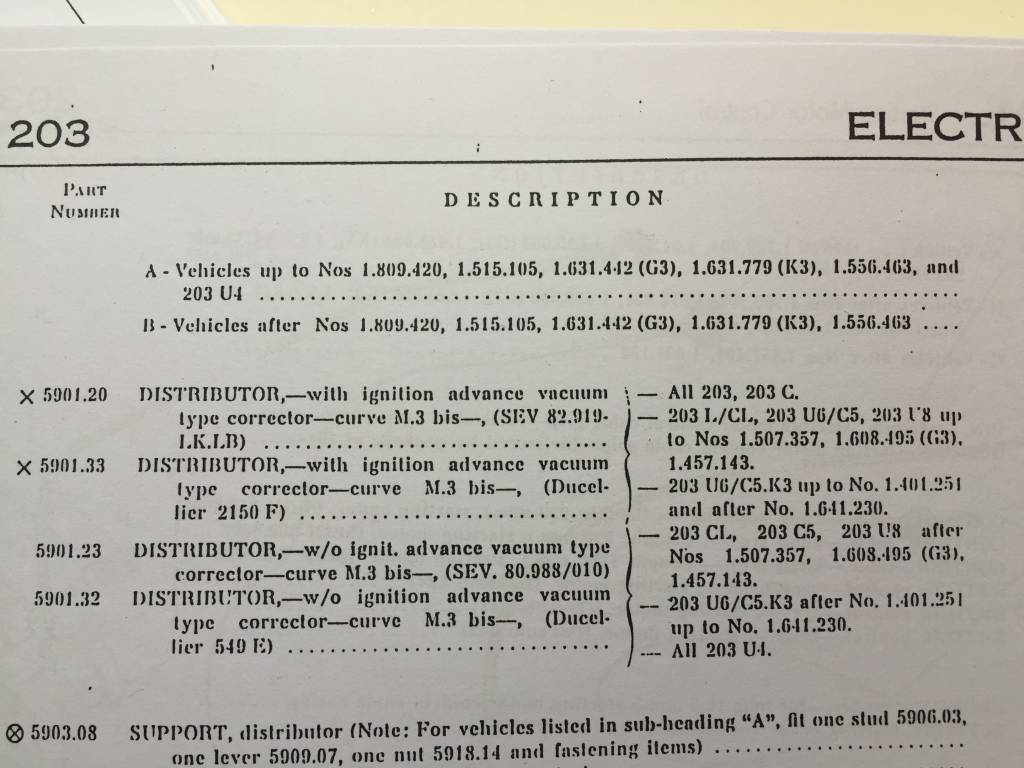 203 ELECTR
PART
NUMBER
DESCRIPTION
A - Vehicles up to Nos 1.809.420, 1.515.105, 1.631.442 (G3), 1.631.779 (K3), 1.556.463, and
203 U4 ..........
B - Vehicles after Nos 1.809.420, 1.515.105, 1.631.442 (G3), 1.631.779 (K3), 1.556.463 ....
× 5901.20 DISTRIBUTOR,—with ignition advance vacuum
type corrector—curve M.3 bis—, (SEV 82.919-
I.K.I.B) ..........
× 5901.33 DISTRIBUTOR,—with ignition advance vacuum
type corrector—curve M.3 bis—, (Ducel-
lier 2150 F) ..........
— All 203, 203 C.
— 203 L/CL, 203 U6/C5, 203 U8 up
to Nos 1.507.357, 1.608.495 (G3),
1.457.143.
— 203 U6/C5.K3 up to No. 1.401.251
and after No. 1.641.230.
5901.23 DISTRIBUTOR,—w/o ignit. advance vacuum type
corrector—curve M.3 bis—, (SEV. 80.988/010)
5901.32 DISTRIBUTOR,—w/o ignition advance vacuum
type corrector—curve M.3 bis—, (Ducel-
lier 549 E) ..........
— 203 CL, 203 C5, 203 U8 after
Nos 1.507.357, 1.608.495 (G3),
1.457.143.
— 203 U6/C5.K3 after No. 1.401.251
up to No. 1.641.230.
— All 203 U4.
⊗ 5903.08 SUPPORT, distributor (Note: For vehicles listed in sub-heading “A”, fit one stud 5906.03,
one lever 5909.07, one nut 5918.14 and fastening items) ..........